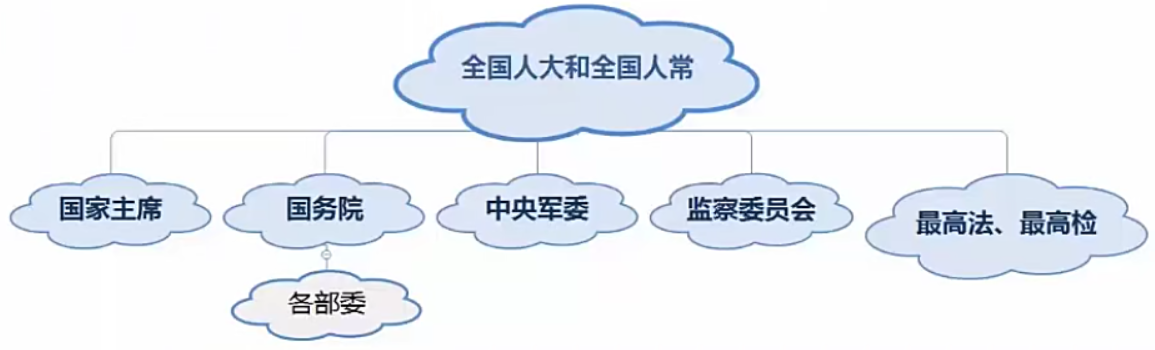 全国人大和全国人常
国家主席
国务院
中央军委
监察委员会
最高法、最高检
各部委